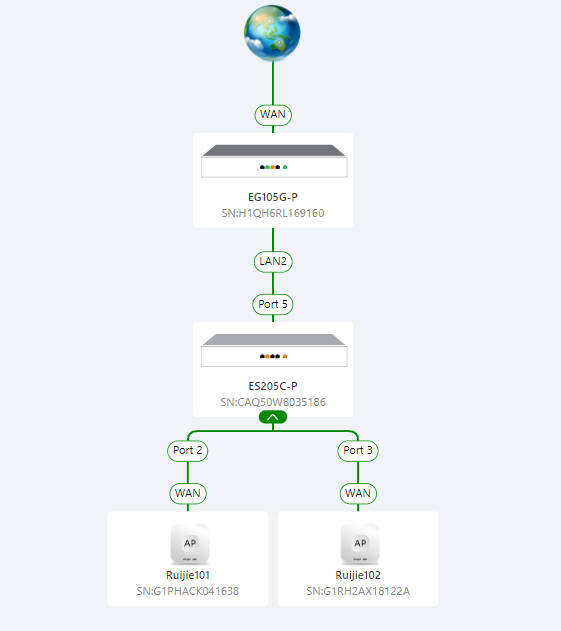 WAN
EG105G-P
SN:H1QH6RL169160
LAN2
Port 5
ES205C-P
SN:CAQ50W8035186
Port 2
Port 3
WAN
WAN
AP
AP
Ruijie101
Ruijie102
SN:G1PHACK041638
SN:G1RH2AX18122A